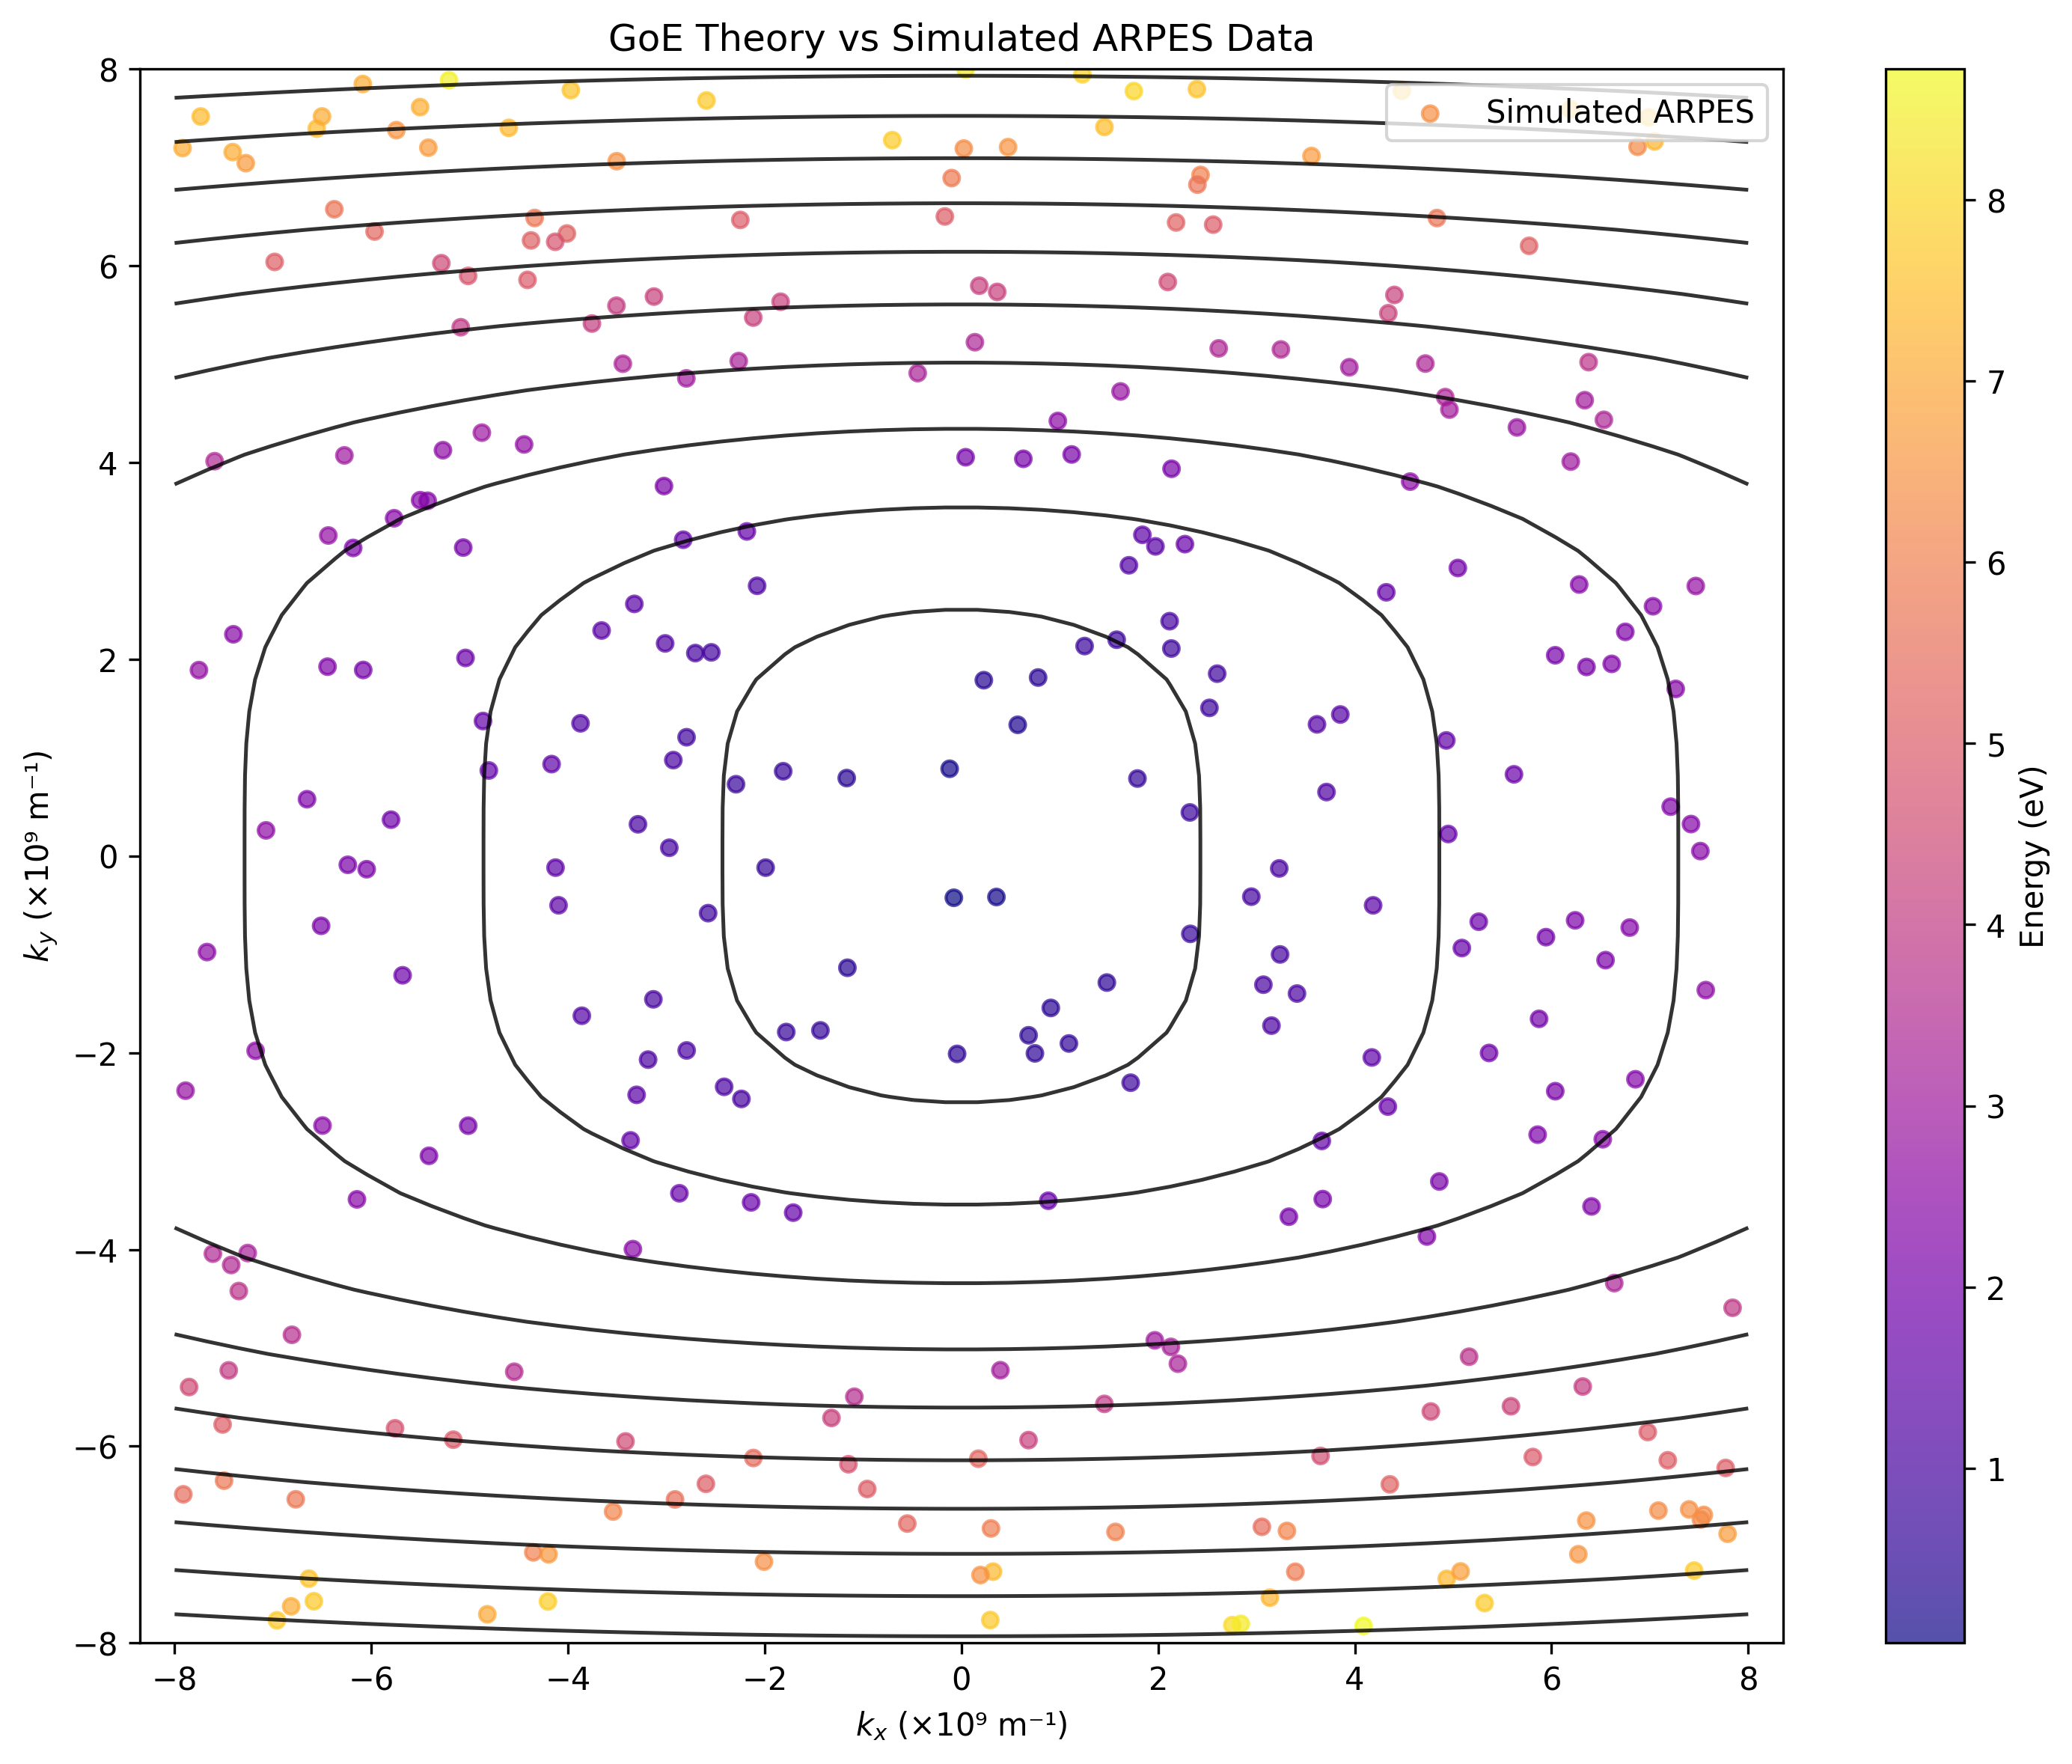 GoE Theory vs Simulated ARPES Data
Simulated ARPES
8
6
4
2
0
−2
−4
−6
−8
k_y (×10⁹ m⁻¹)
−8 −6 −4 −2 0 2 4 6 8
k_x (×10⁹ m⁻¹)
8
7
6
5
4
3
2
1
Energy (eV)